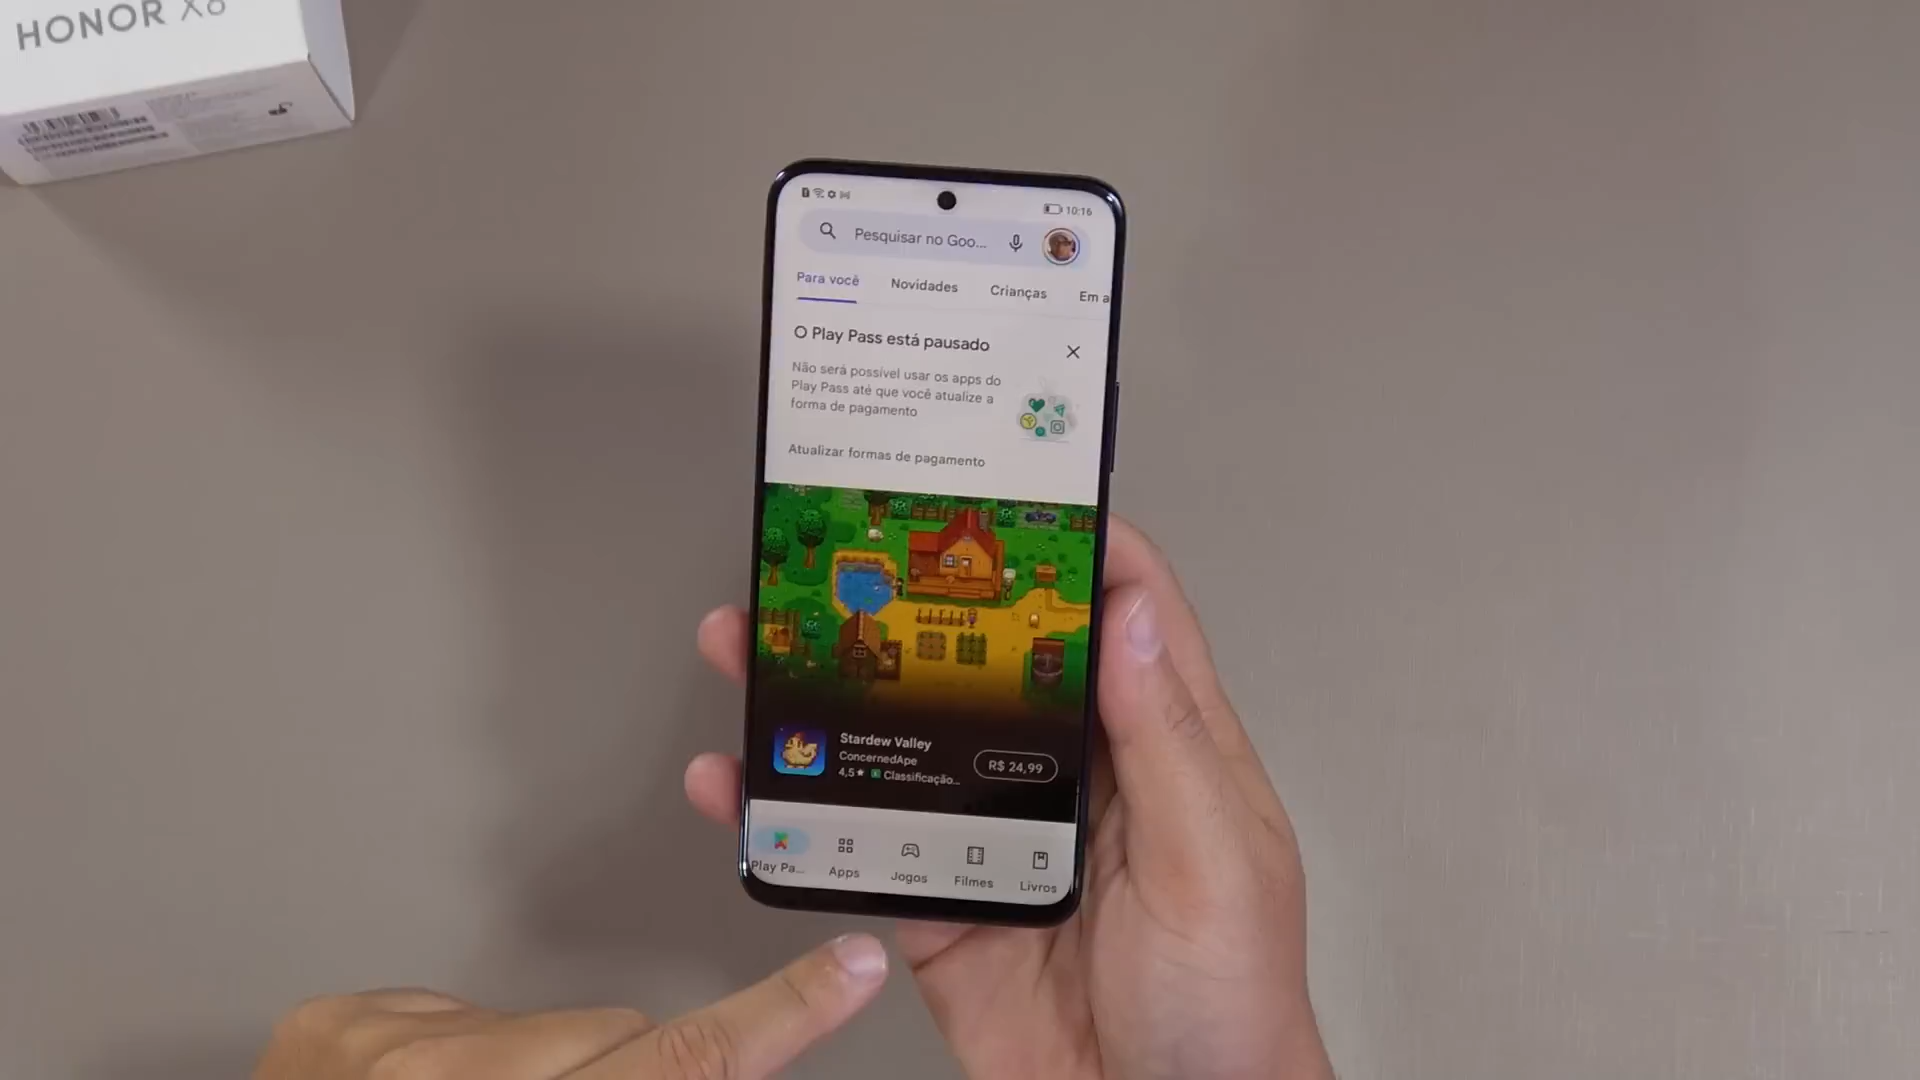 HONOR X8
10:16
Pesquisar no Goo...
Para você
Novidades
Crianças
Em a
O Play Pass está pausado
Não será possível usar os apps do
Play Pass até que você atualize a
forma de pagamento
Atualizar formas de pagamento
Stardew Valley
ConcernedApe
4,5★
Classificação...
R$ 24,99
Play Pa...
Apps
Jogos
Filmes
Livros